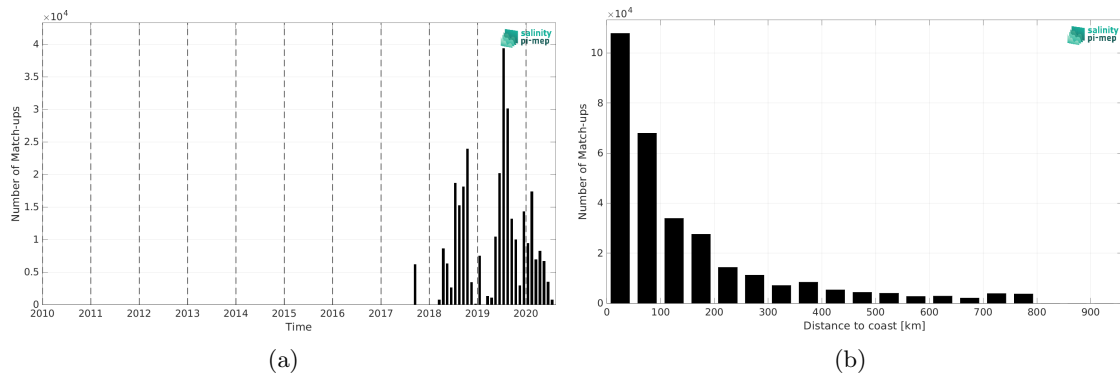 ×10⁴
salinity
pi-mep
4
3.5
3
2.5
2
1.5
1
0.5
0
Number of Match-ups
2010 2011 2012 2013 2014 2015 2016 2017 2018 2019 2020
Time
(a)
×10⁴
salinity
pi-mep
10
8
6
4
2
0
Number of Match-ups
0 100 200 300 400 500 600 700 800 900
Distance to coast [km]
(b)